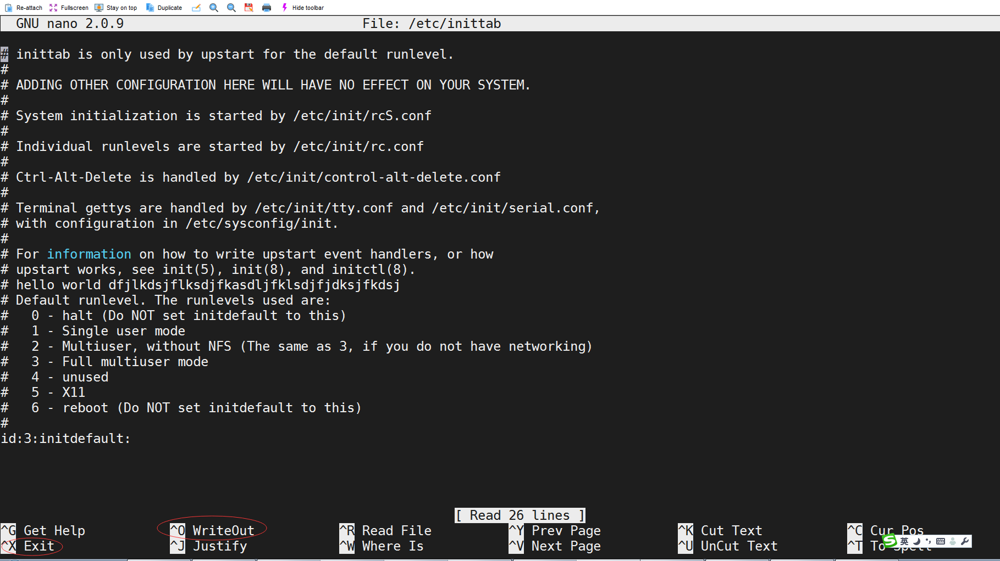 Re-attach Fullscreen Stay on top Duplicate Hide toolbar
GNU nano 2.0.9 File: /etc/inittab
# inittab is only used by upstart for the default runlevel.
#
# ADDING OTHER CONFIGURATION HERE WILL HAVE NO EFFECT ON YOUR SYSTEM.
#
# System initialization is started by /etc/init/rcS.conf
#
# Individual runlevels are started by /etc/init/rc.conf
#
# Ctrl-Alt-Delete is handled by /etc/init/control-alt-delete.conf
#
# Terminal gettys are handled by /etc/init/tty.conf and /etc/init/serial.conf,
# with configuration in /etc/sysconfig/init.
#
# For information on how to write upstart event handlers, or how
# upstart works, see init(5), init(8), and initctl(8).
# hello world dfjlkdsjflksdjfkasdljfklsdjfjdksjfkdsj
# Default runlevel. The runlevels used are:
#   0 - halt (Do NOT set initdefault to this)
#   1 - Single user mode
#   2 - Multiuser, without NFS (The same as 3, if you do not have networking)
#   3 - Full multiuser mode
#   4 - unused
#   5 - X11
#   6 - reboot (Do NOT set initdefault to this)
#
id:3:initdefault:
[ Read 26 lines ]
^G Get Help ^O WriteOut ^R Read File ^Y Prev Page ^K Cut Text ^C Cur Pos
^X Exit ^J Justify ^W Where Is ^V Next Page ^U UnCut Text ^T To Spell
S 英